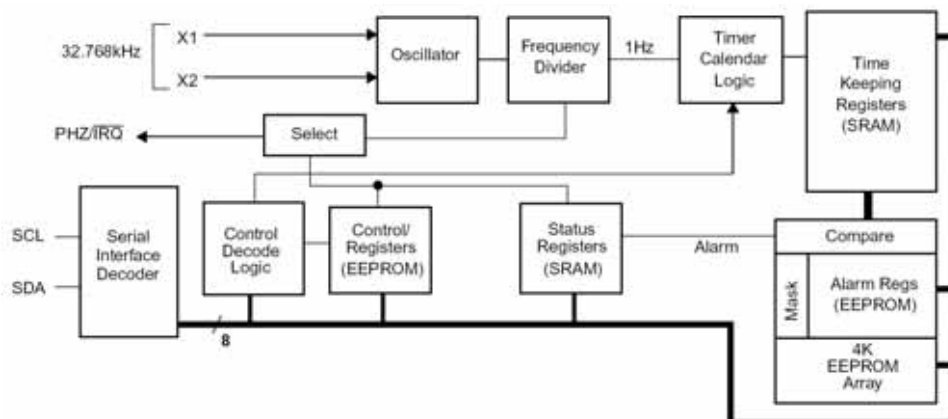 32.768kHz
X1
X2
Oscillator
Frequency
Divider
1Hz
Timer
Calendar
Logic
Time
Keeping
Registers
(SRAM)
PHZ/IRQ
Select
SCL
SDA
Serial
Interface
Decoder
Control
Decode
Logic
Control/
Registers
(EEPROM)
Status
Registers
(SRAM)
Alarm
Compare
Mask
Alarm Regs
(EEPROM)
4K
EEPROM
Array
8